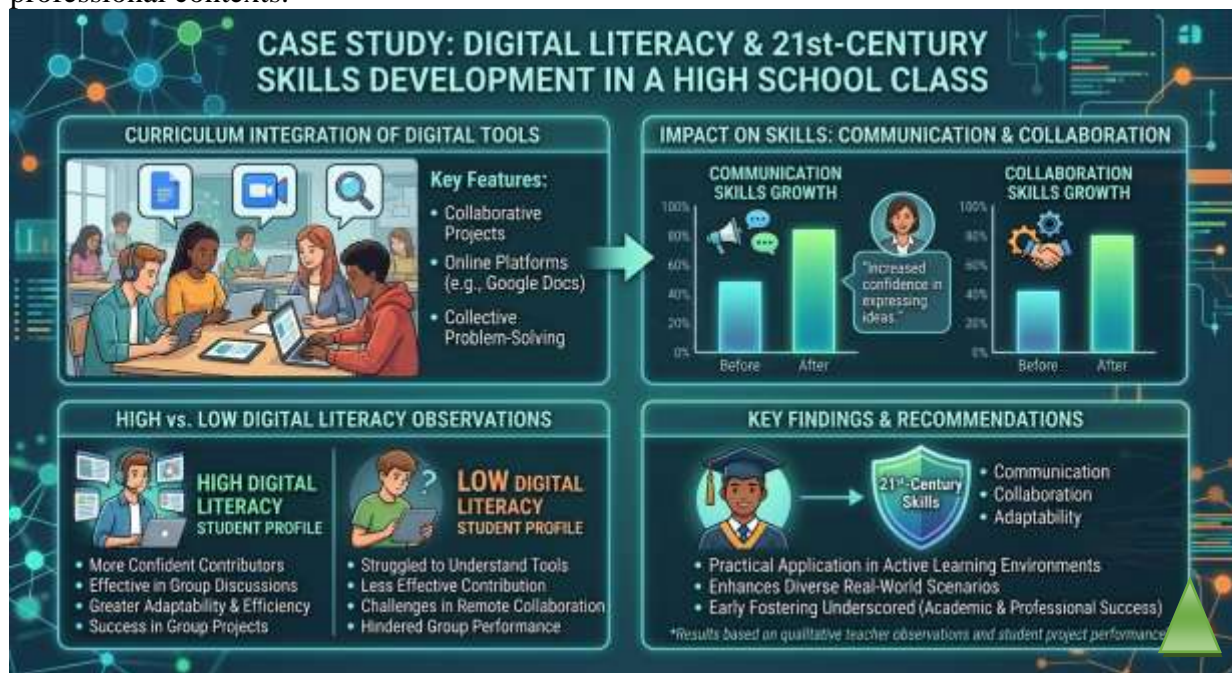 professional contexts.
CASE STUDY: DIGITAL LITERACY & 21st-CENTURY
SKILLS DEVELOPMENT IN A HIGH SCHOOL CLASS
CURRICULUM INTEGRATION OF DIGITAL TOOLS
Key Features:
• Collaborative
Projects
• Online Platforms
(e.g., Google Docs)
• Collective
Problem-Solving
IMPACT ON SKILLS: COMMUNICATION & COLLABORATION
COMMUNICATION
SKILLS GROWTH
100%
80%
60%
40%
20%
0%
Before After
"Increased
confidence in
expressing
ideas."
COLLABORATION
SKILLS GROWTH
100%
80%
60%
40%
20%
0%
Before After
HIGH vs. LOW DIGITAL LITERACY OBSERVATIONS
HIGH DIGITAL
LITERACY
STUDENT PROFILE
• More Confident Contributors
• Effective in Group Discussions
• Greater Adaptability & Efficiency
• Success in Group Projects
?
LOW DIGITAL
LITERACY
STUDENT PROFILE
• Struggled to Understand Tools
• Less Effective Contribution
• Challenges in Remote Collaboration
• Hindered Group Performance
KEY FINDINGS & RECOMMENDATIONS
21st-Century
Skills
• Communication
• Collaboration
• Adaptability
• Practical Application in Active Learning Environments
• Enhances Diverse Real-World Scenarios
• Early Fostering Underscored (Academic & Professional Success)
*Results based on qualitative teacher observations and student project performance